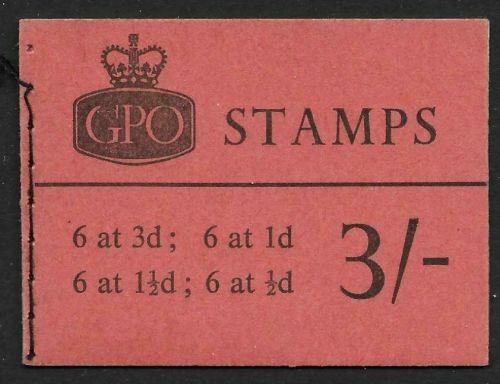 GPO STAMPS
6 at 3d; 6 at 1d
6 at 1½d; 6 at ½d
3/-